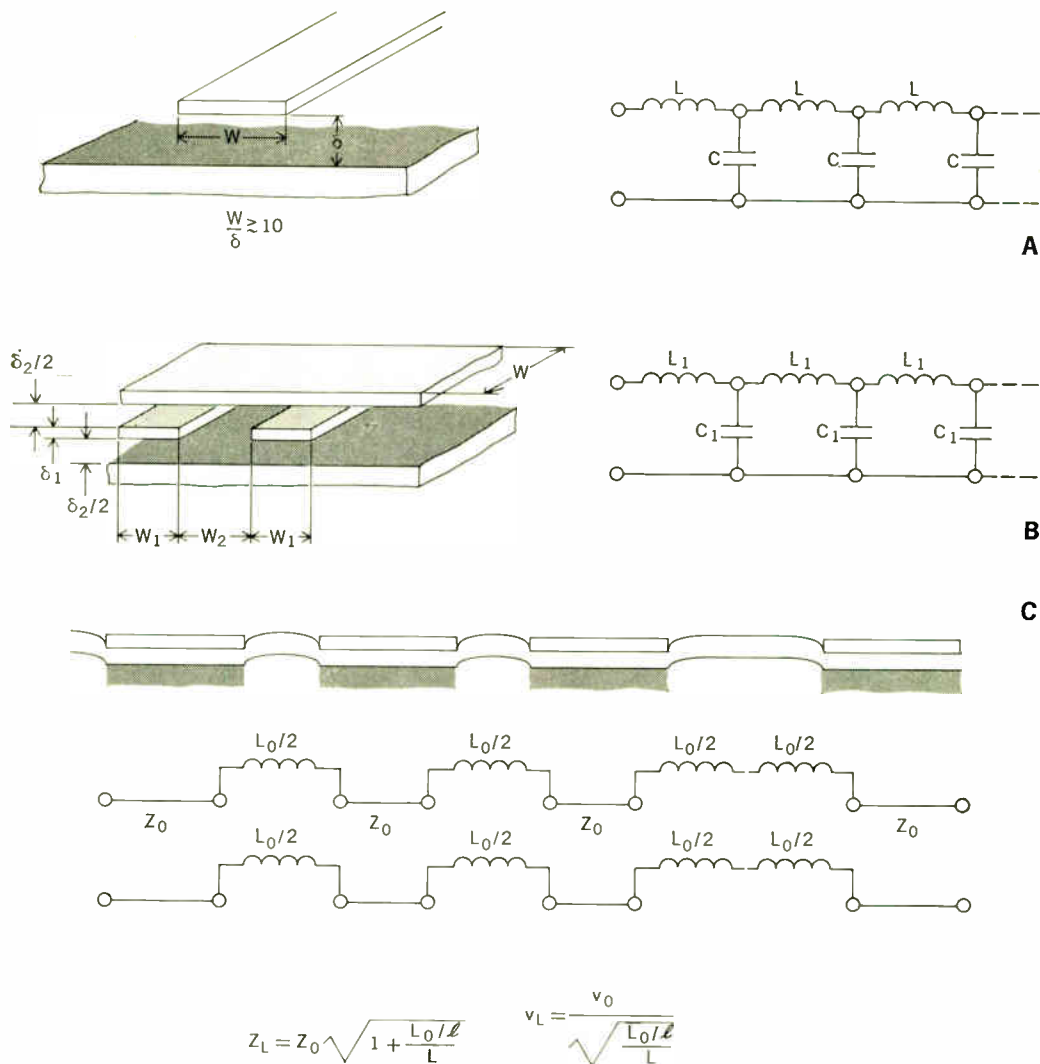 W
δ
W/δ ≳ 10
L L L
C C C
A
δ₂/2
δ₁
δ₂/2
W
W₁ W₂ W₁
L₁ L₁ L₁
C₁ C₁ C₁
B
C
L₀/2 L₀/2 L₀/2 L₀/2
Z₀ Z₀ Z₀ Z₀
L₀/2 L₀/2 L₀/2 L₀/2
Z_L = Z₀ √(1 + (L₀/ℓ)/L) v_L = v₀/√((L₀/ℓ)/L)